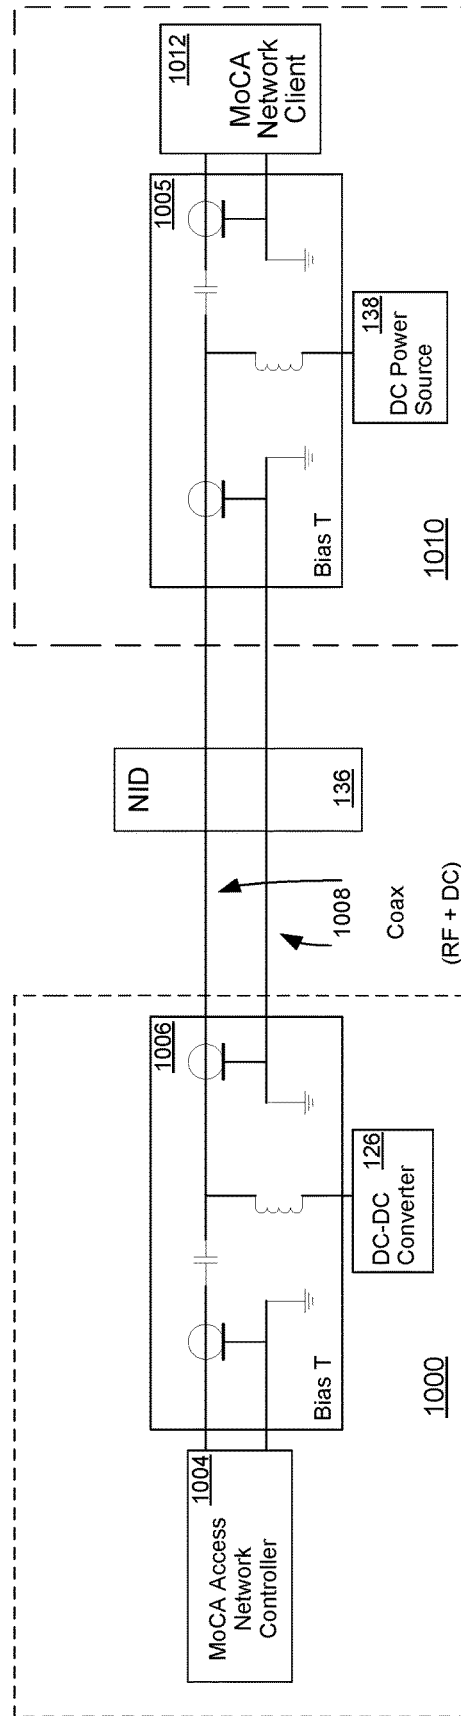 1004
MoCA Access
Network
Controller
1006
Bias T
126
DC-DC
Converter
1000
1008
Coax
(RF + DC)
NID
136
1005
Bias T
138
DC Power
Source
1010
1012
MoCA
Network
Client